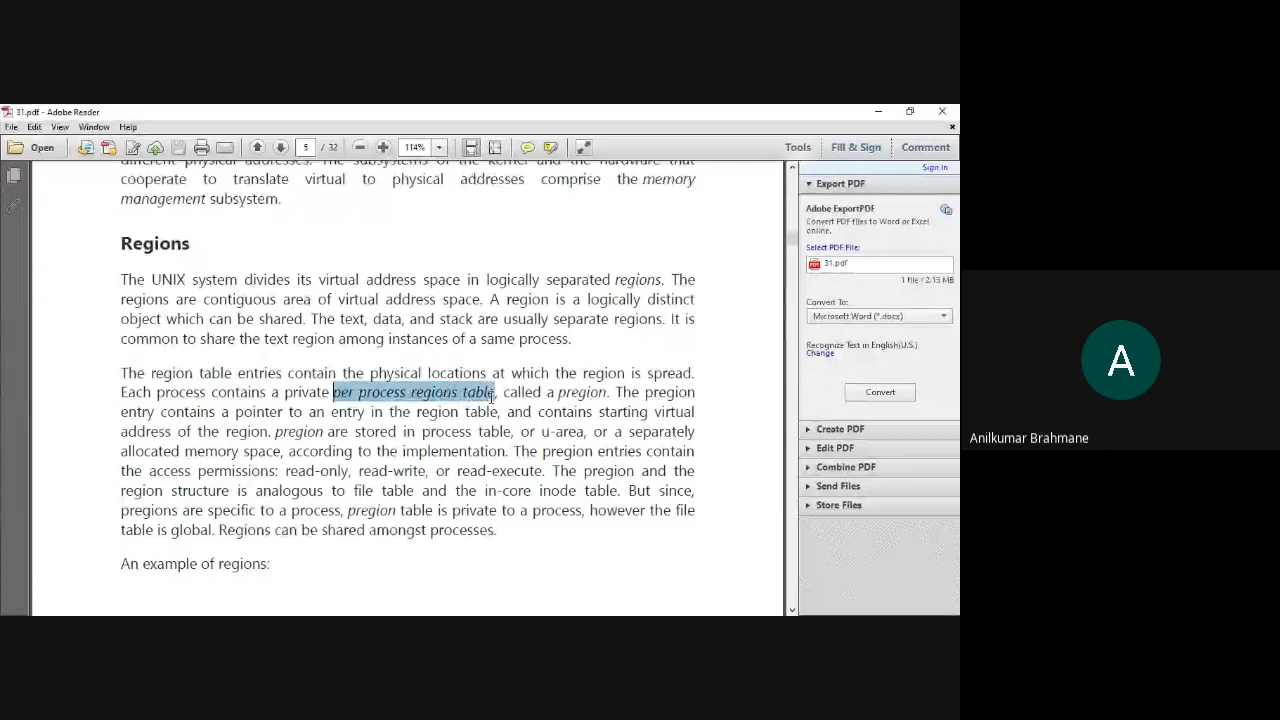 31.pdf - Adobe Reader
File Edit View Window Help
Open 5 / 32 114% Tools Fill & Sign Comment
different physical addresses. The subsystems of the kernel and the hardware that
cooperate to translate virtual to physical addresses comprise the memory
management subsystem.
Regions
The UNIX system divides its virtual address space in logically separated regions. The
regions are contiguous area of virtual address space. A region is a logically distinct
object which can be shared. The text, data, and stack are usually separate regions. It is
common to share the text region among instances of a same process.
The region table entries contain the physical locations at which the region is spread.
Each process contains a private per process regions table, called a pregion. The pregion
entry contains a pointer to an entry in the region table, and contains starting virtual
address of the region. pregion are stored in process table, or u-area, or a separately
allocated memory space, according to the implementation. The pregion entries contain
the access permissions: read-only, read-write, or read-execute. The pregion and the
region structure is analogous to file table and the in-core inode table. But since,
pregions are specific to a process, pregion table is private to a process, however the file
table is global. Regions can be shared amongst processes.
An example of regions:
Sign In
Export PDF
Adobe ExportPDF
Convert PDF files to Word or Excel
online.
Select PDF File:
31.pdf
1 file / 2.13 MB
Convert To:
Microsoft Word (*.docx)
Recognize Text in English(U.S.)
Change
Convert
Create PDF
Edit PDF
Combine PDF
Send Files
Store Files
A
Anilkumar Brahmane